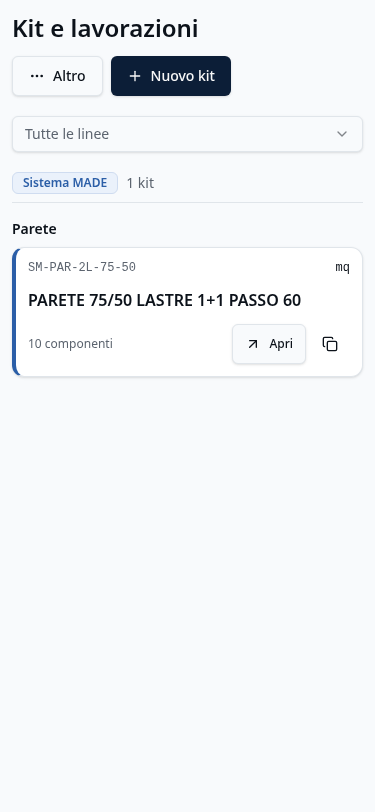 Kit e lavorazioni
Altro
Nuovo kit
Tutte le linee
Sistema MADE 1 kit
Parete
SM-PAR-2L-75-50 mq
PARETE 75/50 LASTRE 1+1 PASSO 60
10 componenti Apri